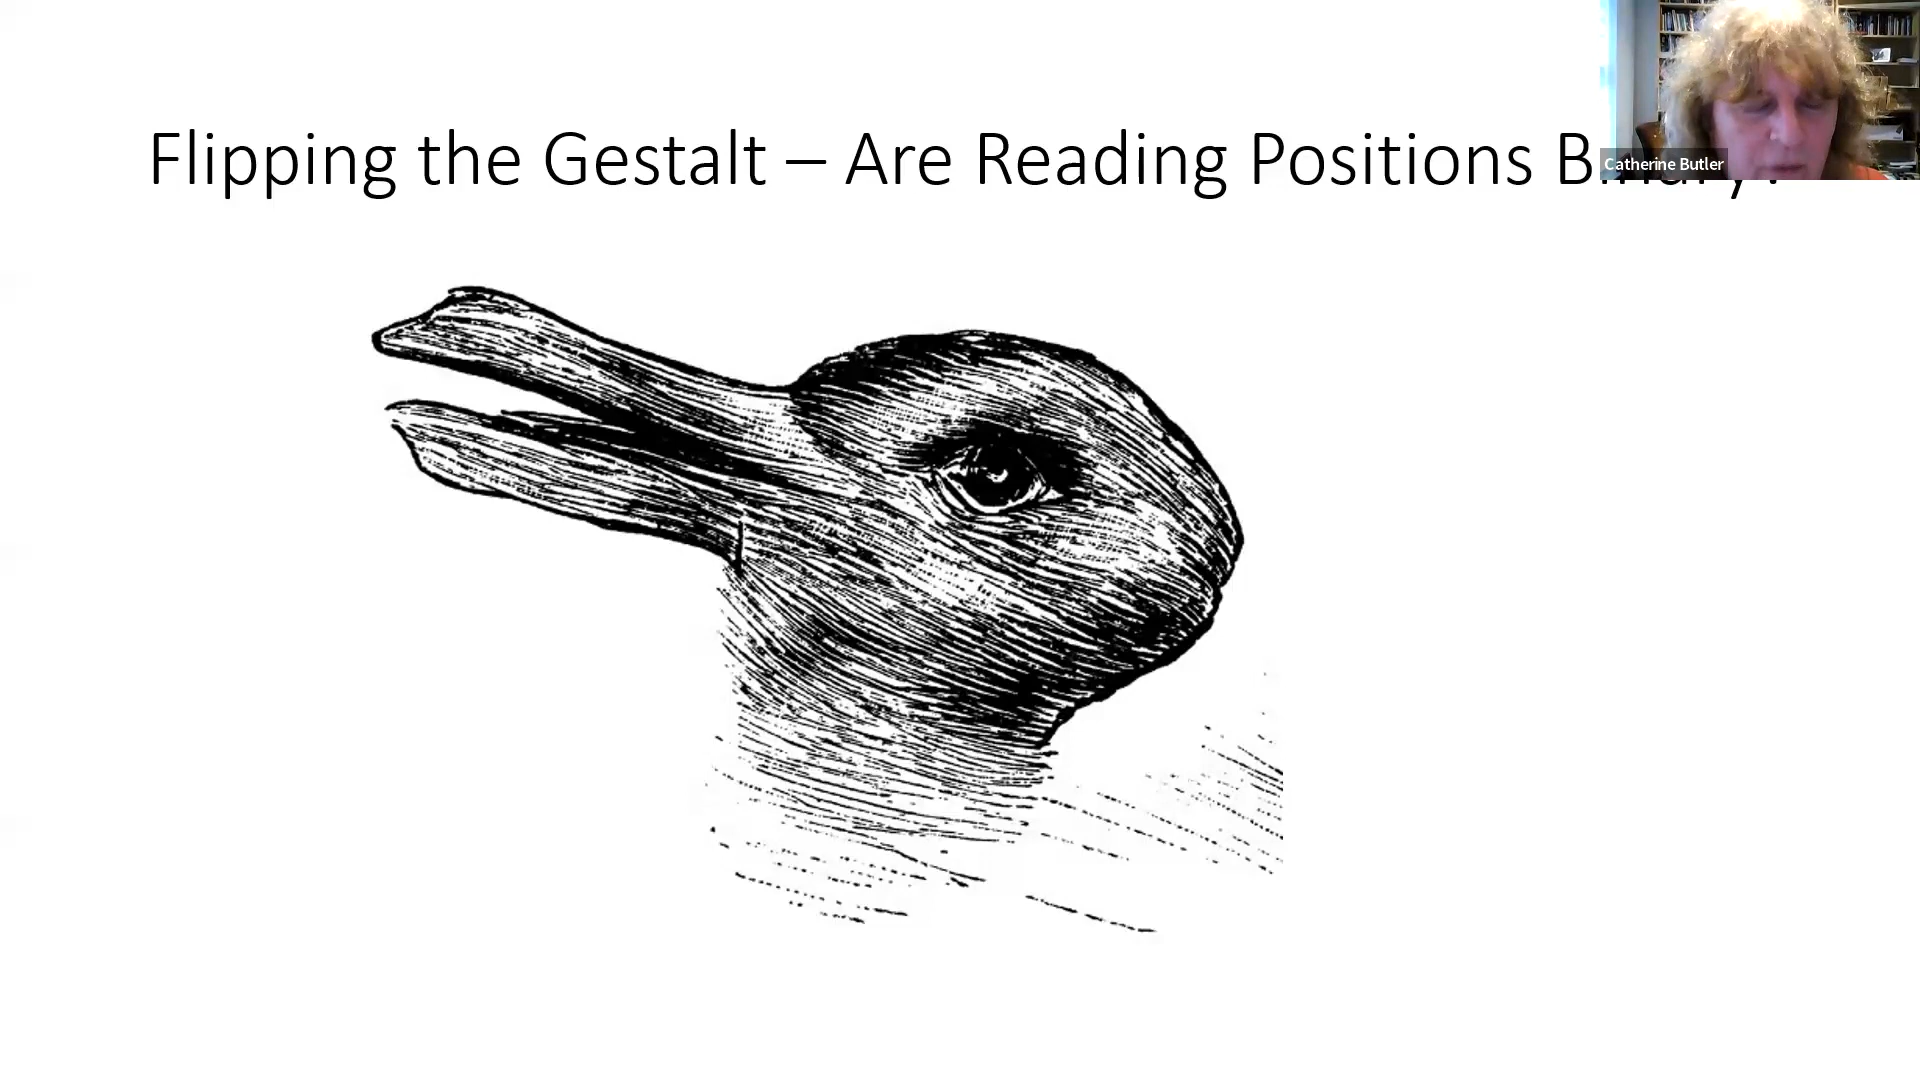 Flipping the Gestalt – Are Reading Positions
Catherine Butler